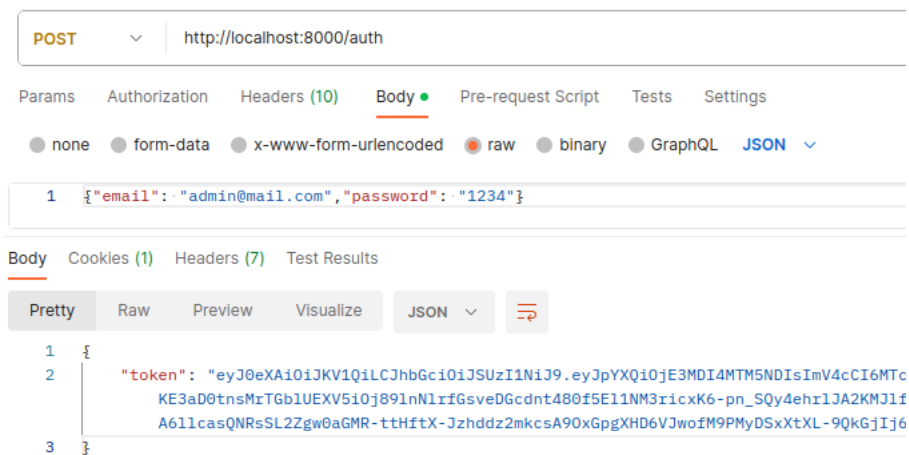 POST http://localhost:8000/auth
Params Authorization Headers (10) Body Pre-request Script Tests Settings
none form-data x-www-form-urlencoded raw binary GraphQL JSON
1 {"email": "admin@mail.com","password": "1234"}
Body Cookies (1) Headers (7) Test Results
Pretty Raw Preview Visualize JSON
1 {
2 "token": "eyJ0eXAiOiJKV1QiLCJhbGciOiJSUzI1NiJ9.eyJpYXQiOjE3MDI4MTM5NDIsImV4cCI6MTc
KE3aD0tnsMrTGblUEXV5iOj89lnNlrfGsveDGcdnt480f5El1NM3ricxK6-pn_SQy4ehrlJA2KMJlf
A6llcasQNRsSL2Zgw0aGMR-ttHftX-Jzhddz2mkcsA9OxGpgXHD6VJwofM9PMyDSxXtXL-9QkGjIj6
3 }